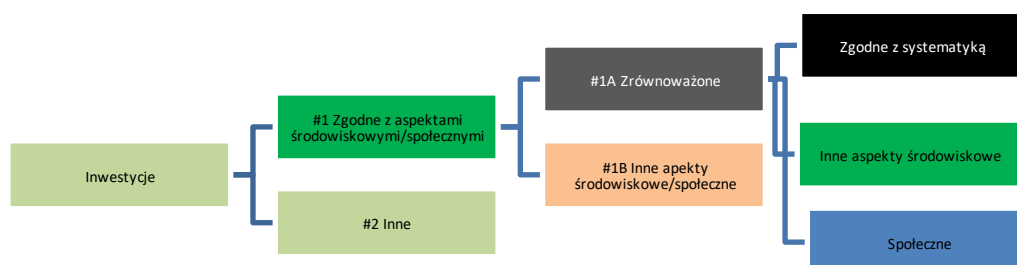 Inwestycje
#1 Zgodne z aspektami
środowiskowymi/społecznymi
#2 Inne
#1A Zrównoważone
#1B Inne apekty
środowiskowe/społeczne
Zgodne z systematyką
Inne aspekty środowiskowe
Społeczne